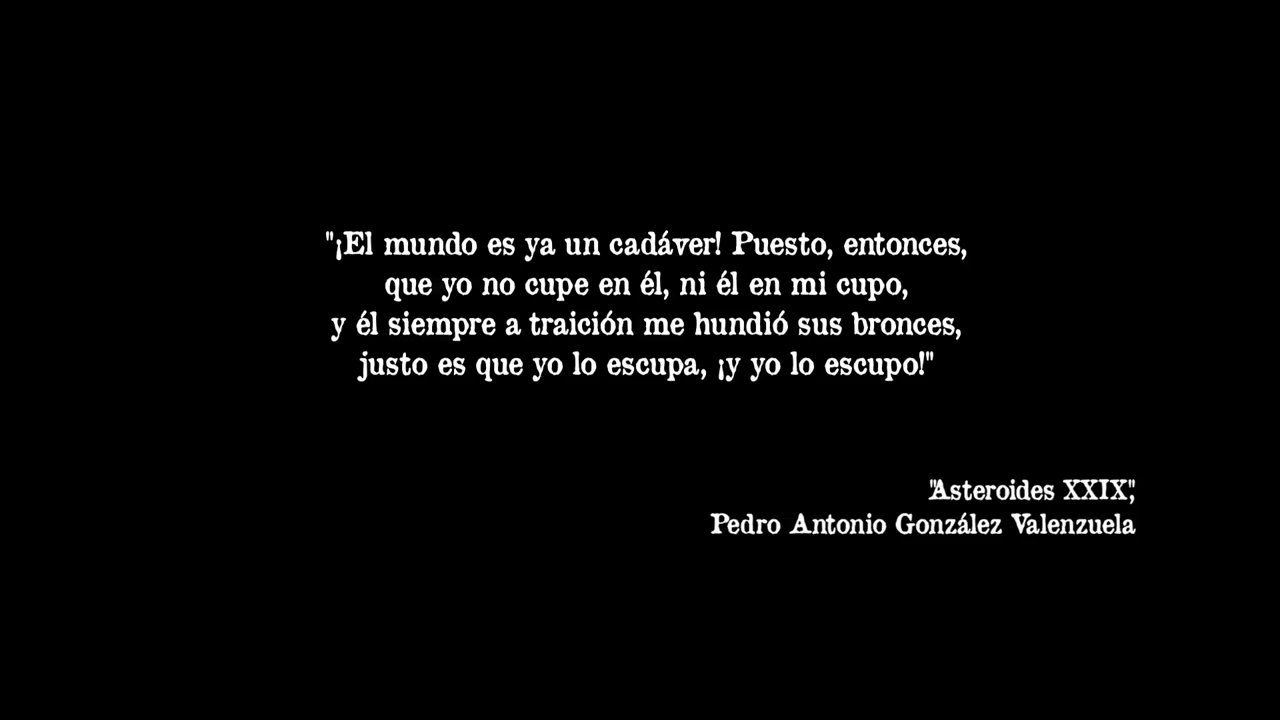 "¡El mundo es ya un cadáver! Puesto, entonces,
que yo no cupe en él, ni él en mi cupo,
y él siempre a traición me hundió sus bronces,
justo es que yo lo escupa, ¡y yo lo escupo!"
"Asteroides XXIX",
Pedro Antonio González Valenzuela